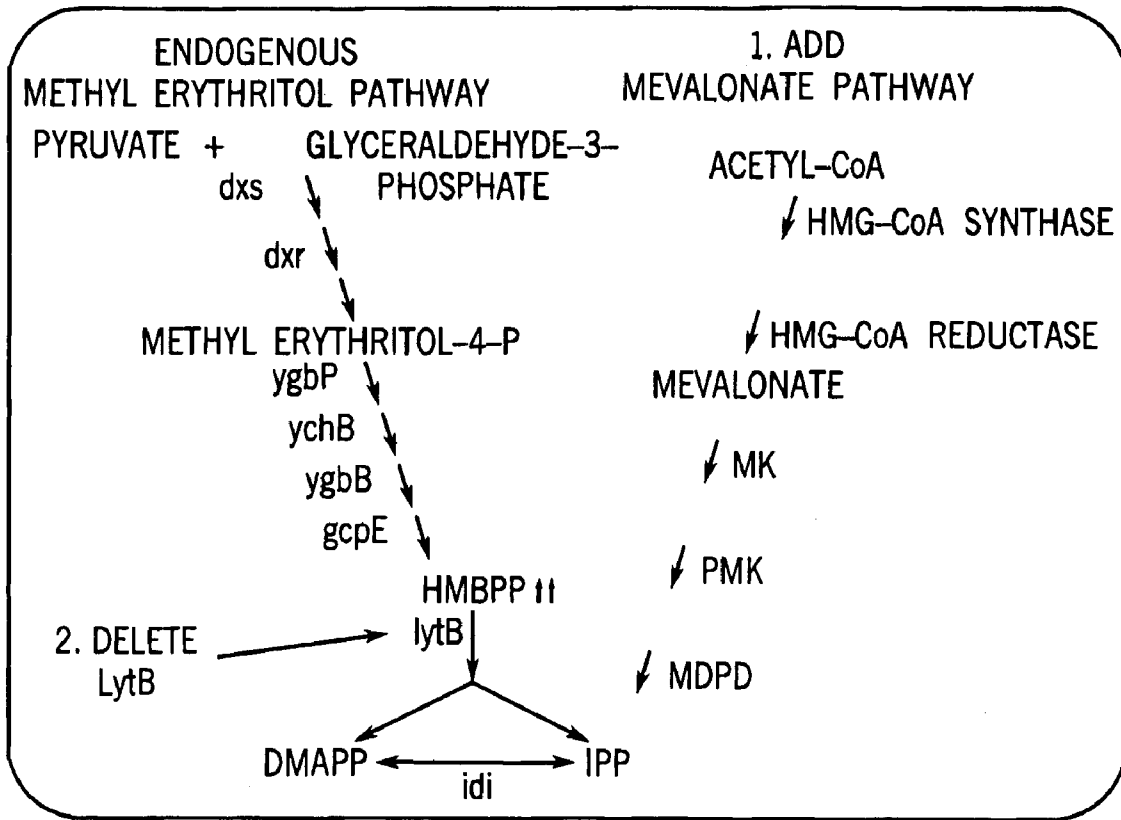 ENDOGENOUS
METHYL ERYTHRITOL PATHWAY
PYRUVATE + GLYCERALDEHYDE-3-
PHOSPHATE
dxs
dxr
METHYL ERYTHRITOL-4-P
ygbP
ychB
ygbB
gcpE
HMBPP
lytB
2. DELETE
LytB
DMAPP
IPP
idi
1. ADD
MEVALONATE PATHWAY
ACETYL-CoA
HMG-CoA SYNTHASE
HMG-CoA REDUCTASE
MEVALONATE
MK
PMK
MDPD